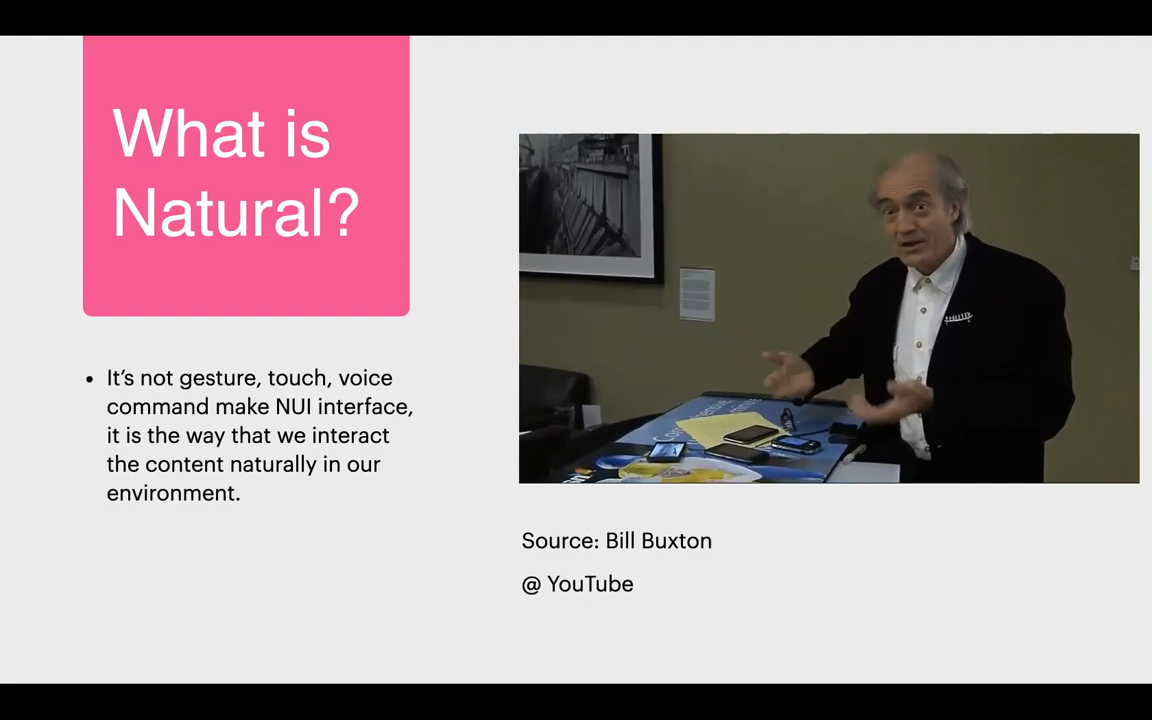 What is
Natural?
• It’s not gesture, touch, voice
command make NUI interface,
it is the way that we interact
the content naturally in our
environment.
Source: Bill Buxton
@ YouTube